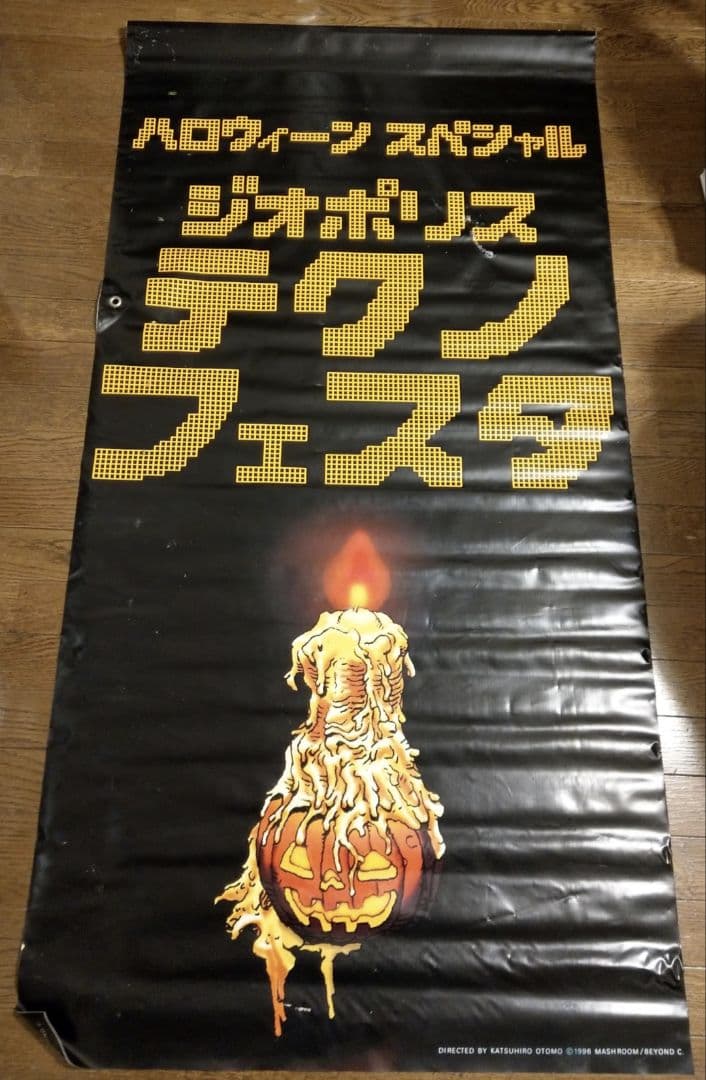 ハロウィーン スペシャル
ジオポリス
テクノ
フェスタ
DIRECTED BY KATSUHIRO OTOMO ©1996 MASHROOM/BEYOND C.